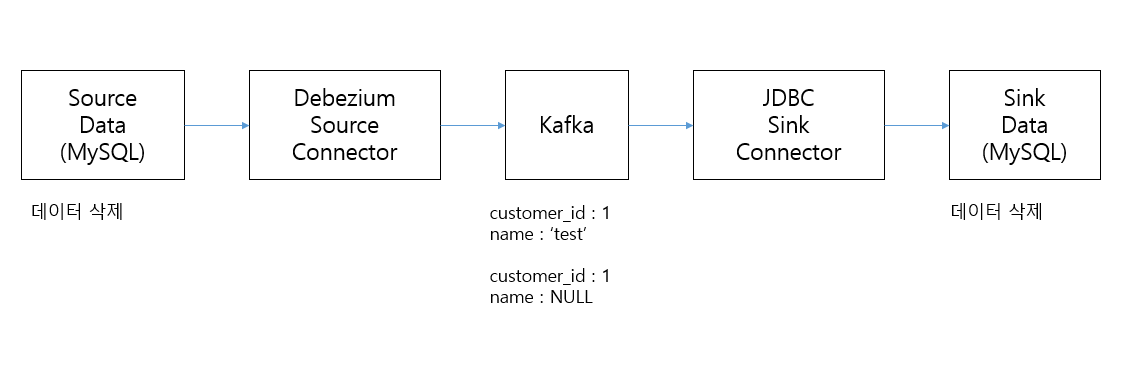 Source
Data
(MySQL)
Debezium
Source
Connector
Kafka
JDBC
Sink
Connector
Sink
Data
(MySQL)
데이터 삭제
customer_id : 1
name : ‘test’
customer_id : 1
name : NULL
데이터 삭제